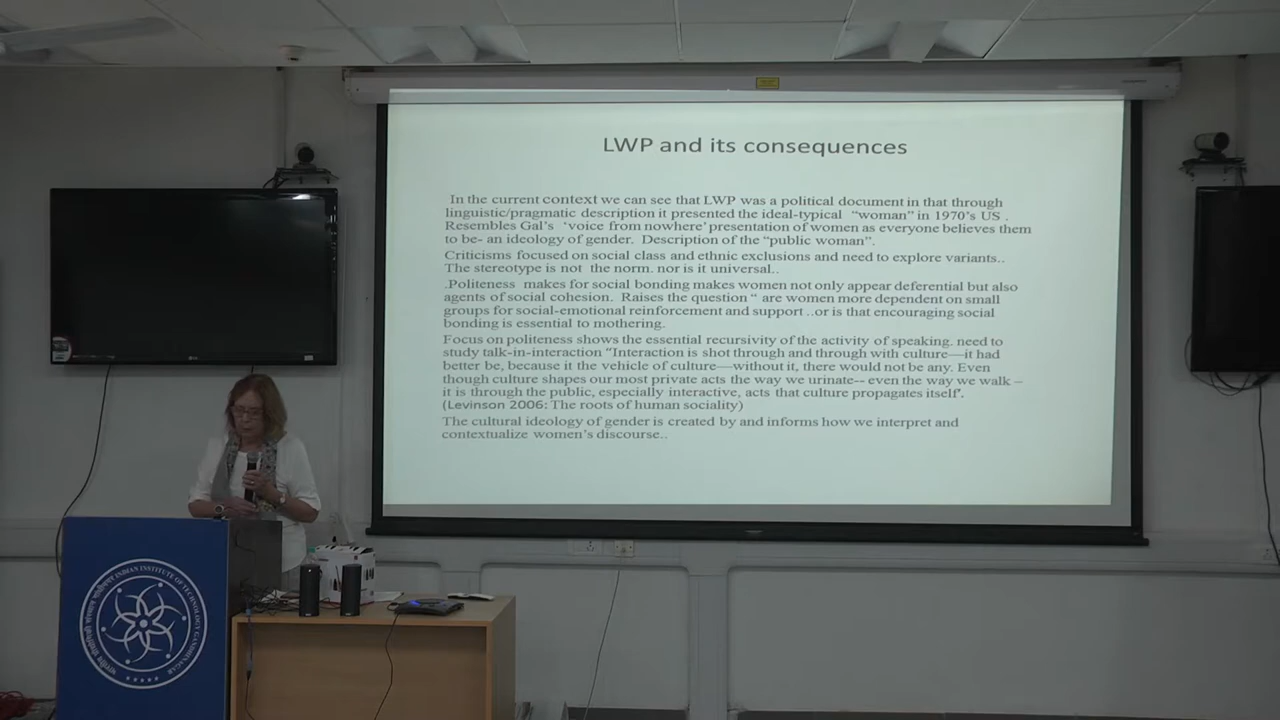 LWP and its consequences
In the current context we can see that LWP was a political document in that through
linguistic/pragmatic description it presented the ideal-typical “woman” in 1970’s US .
Resembles Gal’s ‘voice from nowhere’ presentation of women as everyone believes them
to be- an ideology of gender. Description of the “public woman”.
Criticisms focused on social class and ethnic exclusions and need to explore variants..
The stereotype is not the norm. nor is it universal..
.Politeness makes for social bonding makes women not only appear deferential but also
agents of social cohesion. Raises the question “ are women more dependent on small
groups for social-emotional reinforcement and support ..or is that encouraging social
bonding is essential to mothering.
Focus on politeness shows the essential recursivity of the activity of speaking. need to
study talk-in-interaction “Interaction is shot through and through with culture—it had
better be, because it the vehicle of culture—without it, there would not be any. Even
though culture shapes our most private acts the way we urinate-- even the way we walk –
it is through the public, especially interactive, acts that culture propagates itself’.
(Levinson 2006: The roots of human sociality)
The cultural ideology of gender is created by and informs how we interpret and
contextualize women’s discourse..
INDIAN INSTITUTE OF TECHNOLOGY GANDHINAGAR